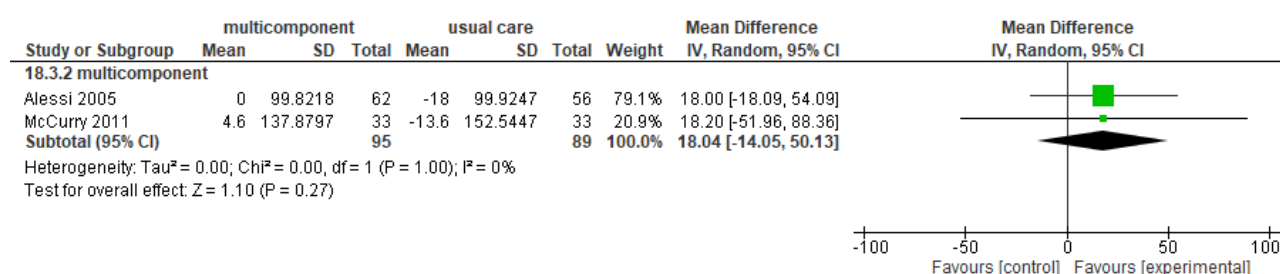 multicomponent usual care Mean Difference Mean Difference
Study or Subgroup Mean SD Total Mean SD Total Weight IV, Random, 95% CI IV, Random, 95% CI
18.3.2 multicomponent
Alessi 2005 0 99.8218 62 -18 99.9247 56 79.1% 18.00 [-18.09, 54.09]
McCurry 2011 4.6 137.8797 33 -13.6 152.5447 33 20.9% 18.20 [-51.96, 88.36]
Subtotal (95% CI) 95 89 100.0% 18.04 [-14.05, 50.13]
Heterogeneity: Tau² = 0.00; Chi² = 0.00, df = 1 (P = 1.00); I² = 0%
Test for overall effect: Z = 1.10 (P = 0.27)
-100 -50 0 50 100
Favours [control] Favours [experimental]